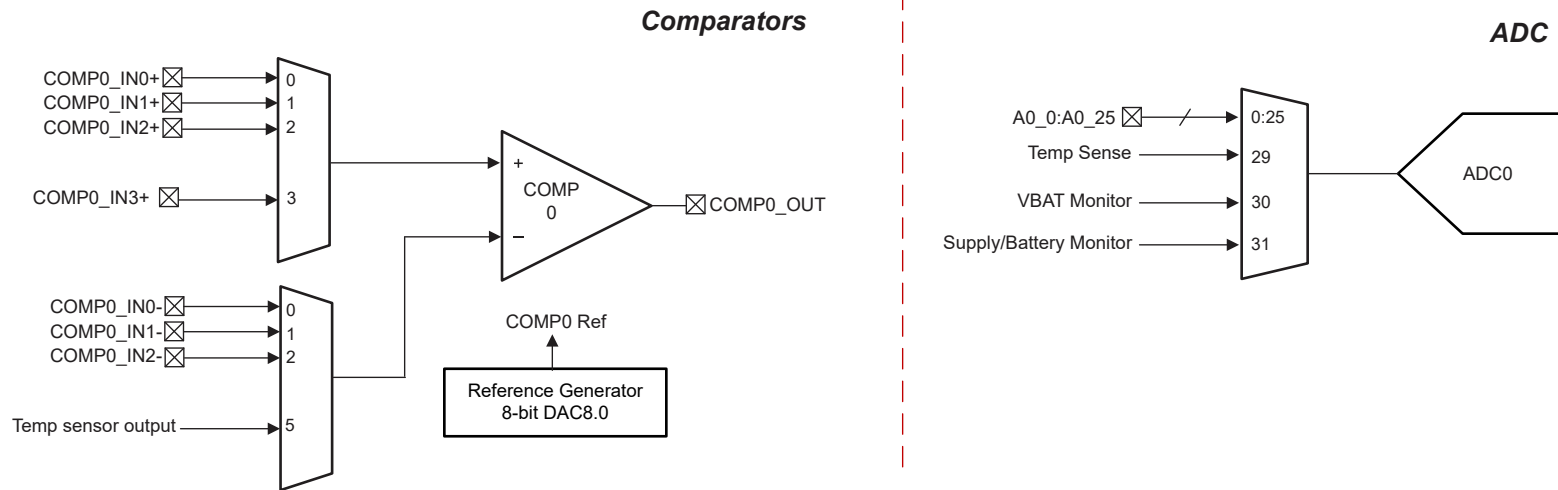 Comparators
COMP0_IN0+
COMP0_IN1+
COMP0_IN2+
COMP0_IN3+
0
1
2
3
+
COMP
0
−
COMP0_OUT
COMP0_IN0-
COMP0_IN1-
COMP0_IN2-
Temp sensor output
0
1
2
5
COMP0 Ref
Reference Generator
8-bit DAC8.0
ADC
A0_0:A0_25
Temp Sense
VBAT Monitor
Supply/Battery Monitor
0:25
29
30
31
ADC0